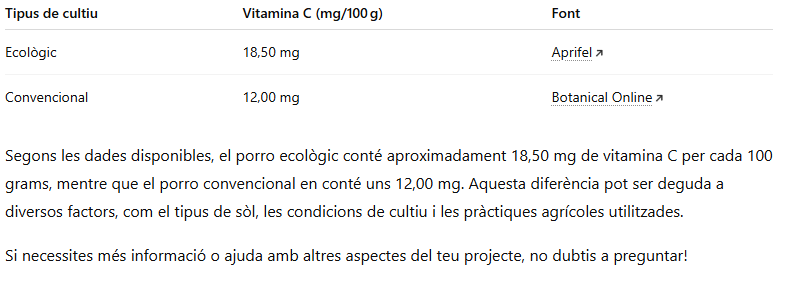 Tipus de cultiu Vitamina C (mg/100 g) Font
Ecològic 18,50 mg Aprifel ↗
Convencional 12,00 mg Botanical Online ↗
Segons les dades disponibles, el porro ecològic conté aproximadament 18,50 mg de vitamina C per cada 100
grams, mentre que el porro convencional en conté uns 12,00 mg. Aquesta diferència pot ser deguda a
diversos factors, com el tipus de sòl, les condicions de cultiu i les pràctiques agrícoles utilitzades.
Si necessites més informació o ajuda amb altres aspectes del teu projecte, no dubtis a preguntar!